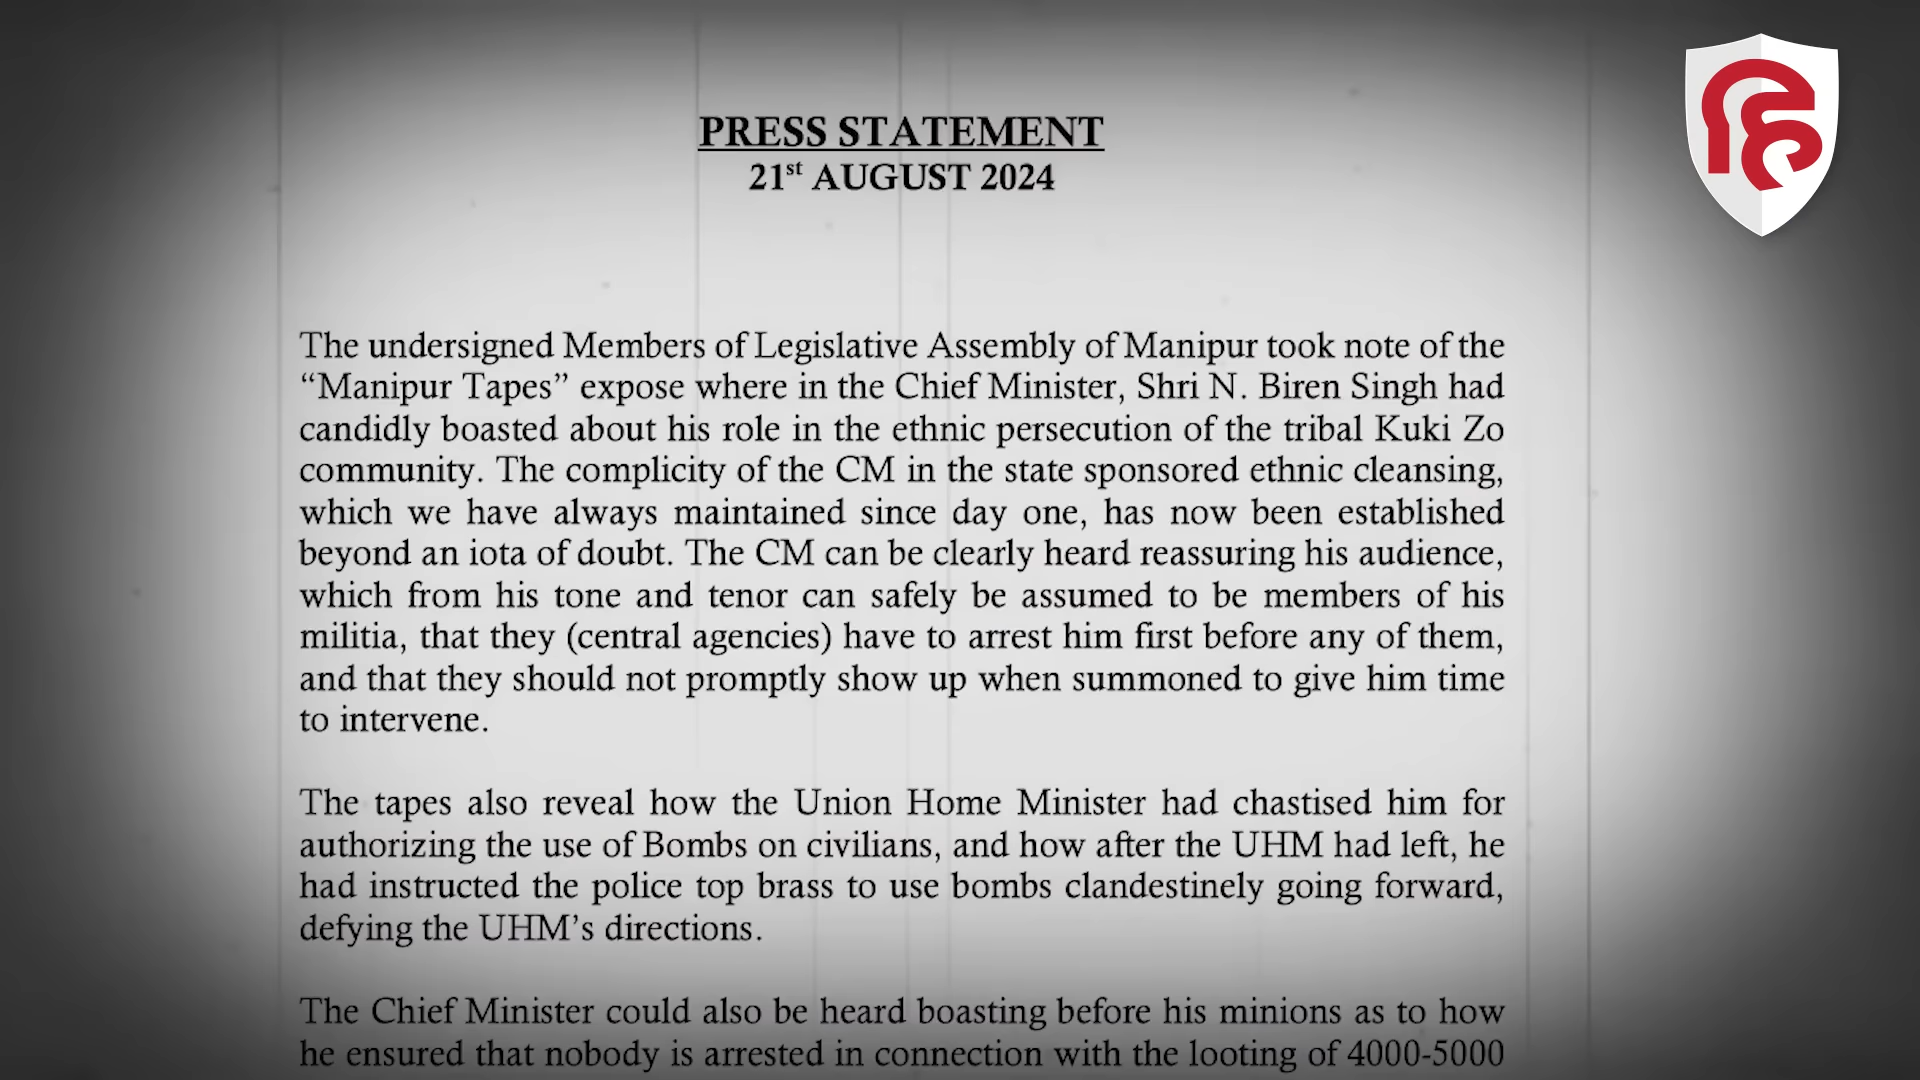 PRESS STATEMENT
21st AUGUST 2024
The undersigned Members of Legislative Assembly of Manipur took note of the
“Manipur Tapes” expose where in the Chief Minister, Shri N. Biren Singh had
candidly boasted about his role in the ethnic persecution of the tribal Kuki Zo
community. The complicity of the CM in the state sponsored ethnic cleansing,
which we have always maintained since day one, has now been established
beyond an iota of doubt. The CM can be clearly heard reassuring his audience,
which from his tone and tenor can safely be assumed to be members of his
militia, that they (central agencies) have to arrest him first before any of them,
and that they should not promptly show up when summoned to give him time
to intervene.
The tapes also reveal how the Union Home Minister had chastised him for
authorizing the use of Bombs on civilians, and how after the UHM had left, he
had instructed the police top brass to use bombs clandestinely going forward,
defying the UHM’s directions.
The Chief Minister could also be heard boasting before his minions as to how
he ensured that nobody is arrested in connection with the looting of 4000-5000